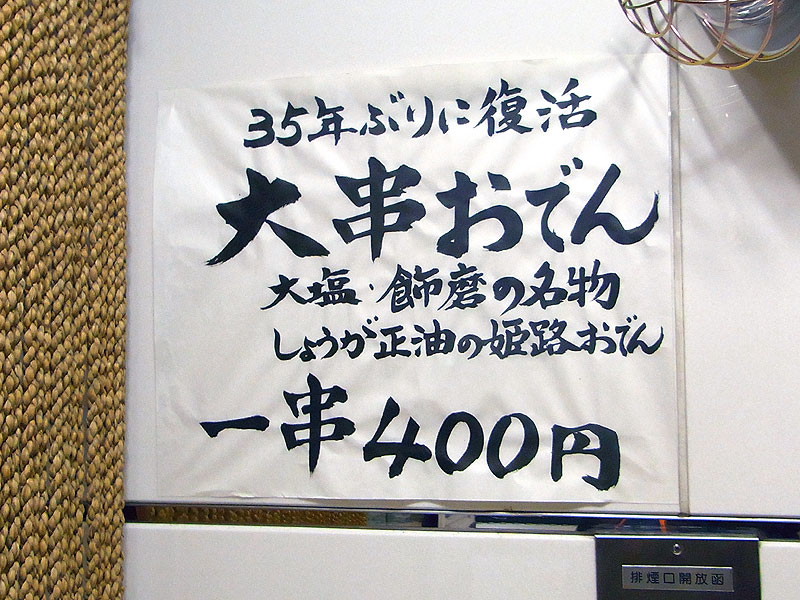 35年ぶりに復活
大串おでん
大塩・飾磨の名物
しょうが正油の姫路おでん
一串400円
排煙口開放函